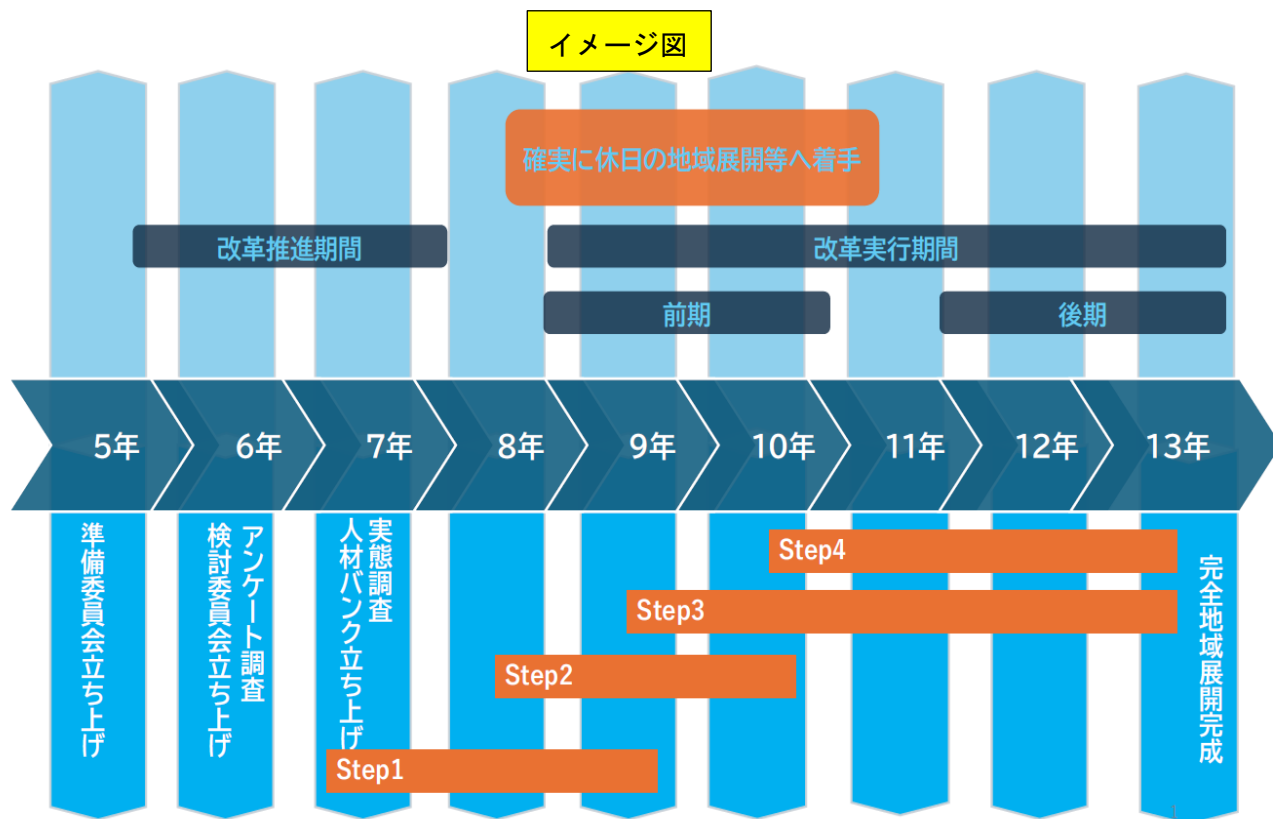 イメージ図
確実に休日の地域展開等へ着手
改革推進期間
改革実行期間
前期
後期
5年
6年
7年
8年
9年
10年
11年
12年
13年
準備委員会立ち上げ
アンケート調査
検討委員会立ち上げ
実態調査
人材バンク立ち上げ
Step4
Step3
Step2
Step1
完全地域展開完成